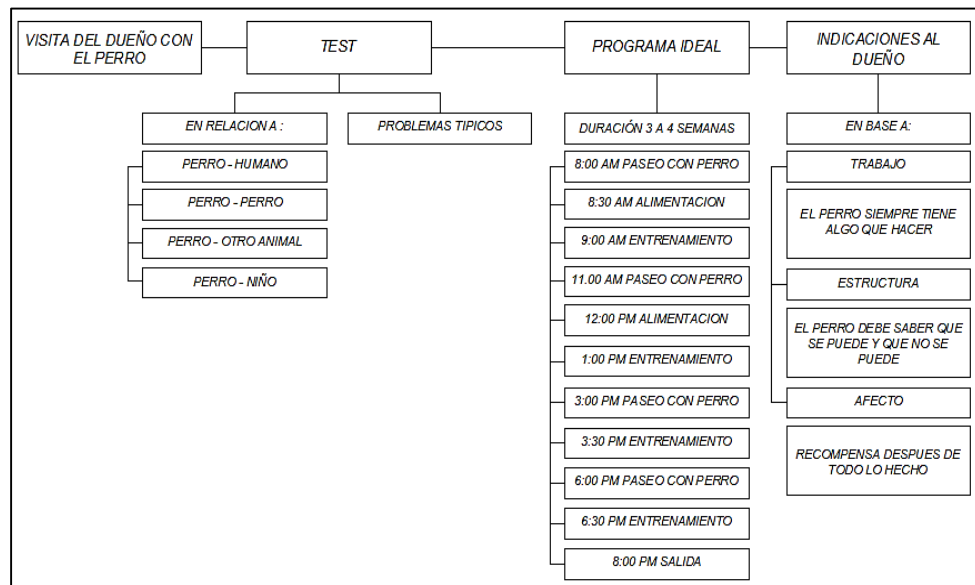 VISITA DEL DUEÑO CON
EL PERRO
TEST
PROGRAMA IDEAL
INDICACIONES AL
DUEÑO
EN RELACION A :
PROBLEMAS TIPICOS
PERRO - HUMANO
PERRO - PERRO
PERRO - OTRO ANIMAL
PERRO - NIÑO
DURACIÓN 3 A 4 SEMANAS
8:00 AM PASEO CON PERRO
8:30 AM ALIMENTACION
9:00 AM ENTRENAMIENTO
11.00 AM PASEO CON PERRO
12:00 PM ALIMENTACION
1:00 PM ENTRENAMIENTO
3:00 PM PASEO CON PERRO
3:30 PM ENTRENAMIENTO
6:00 PM PASEO CON PERRO
6:30 PM ENTRENAMIENTO
8:00 PM SALIDA
EN BASE A:
TRABAJO
EL PERRO SIEMPRE TIENE
ALGO QUE HACER
ESTRUCTURA
EL PERRO DEBE SABER QUE
SE PUEDE Y QUE NO SE
PUEDE
AFECTO
RECOMPENSA DESPUES DE
TODO LO HECHO